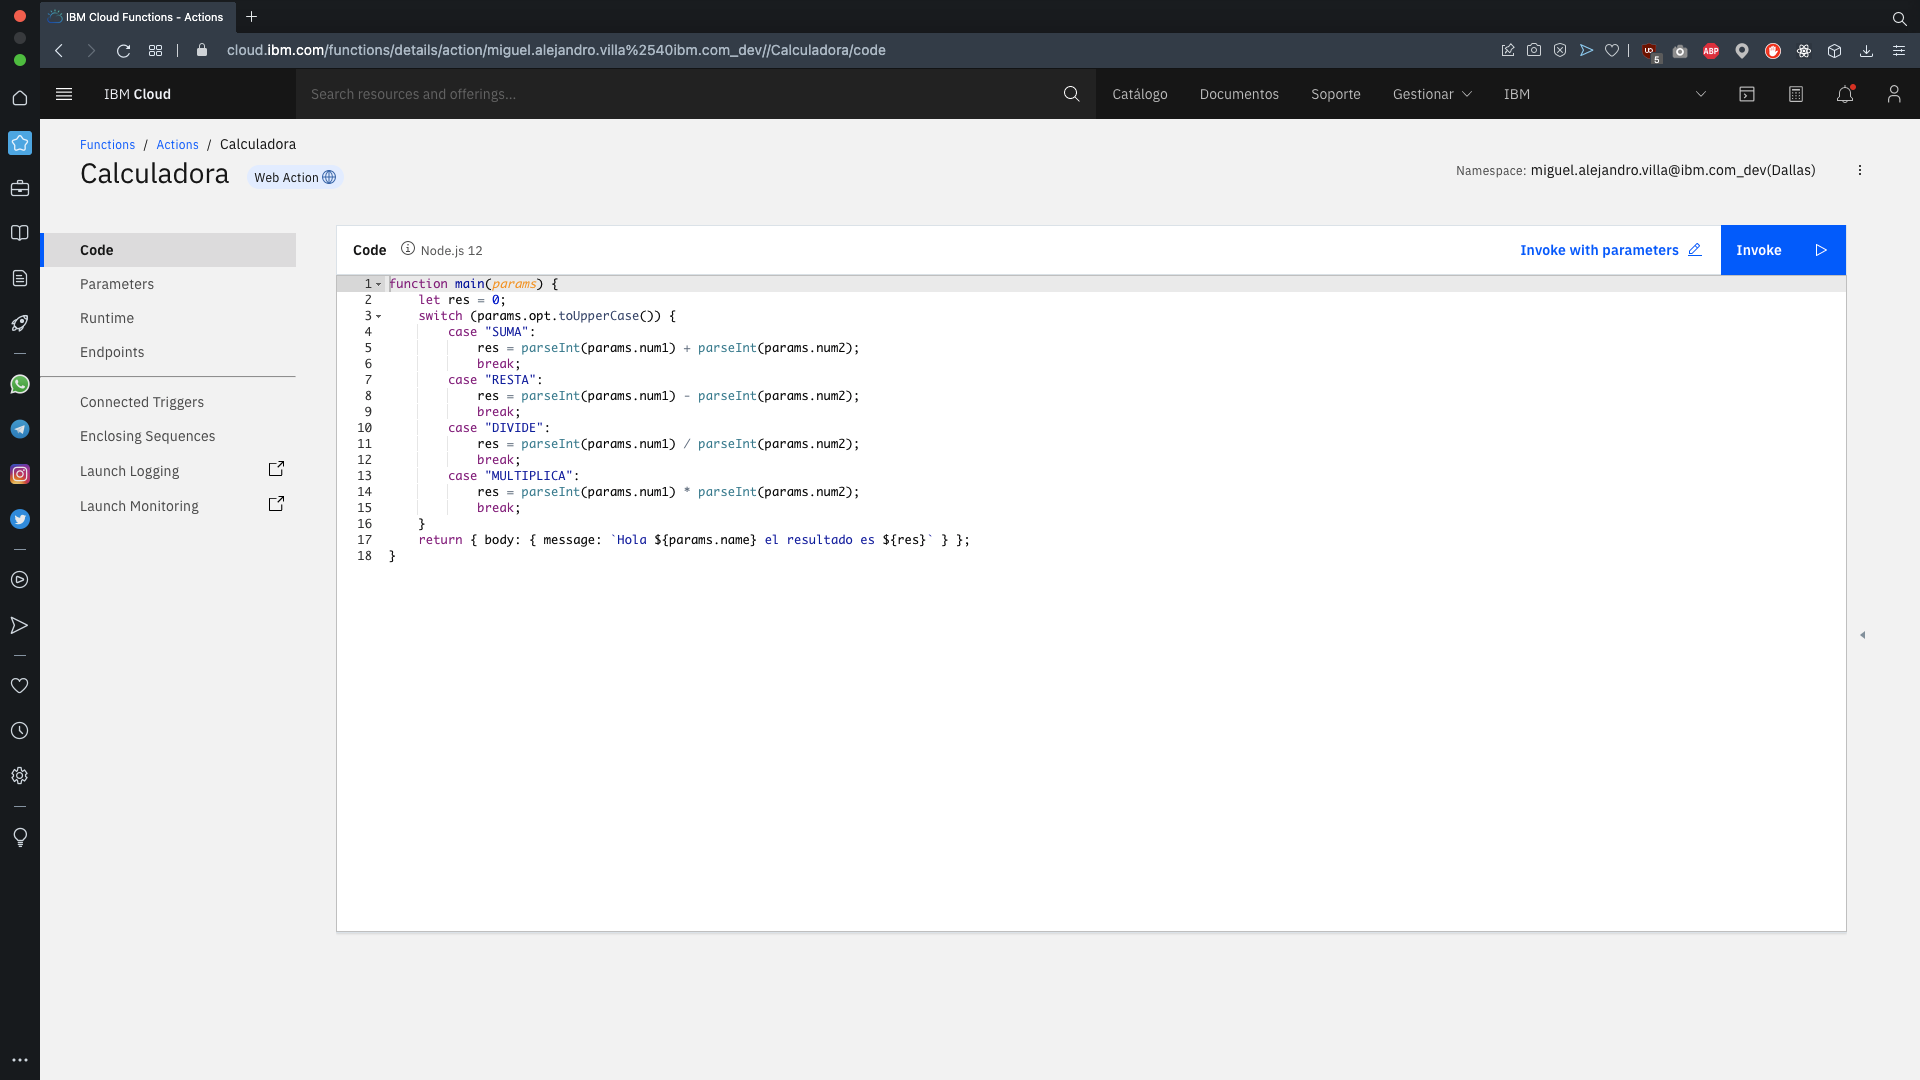 IBM Cloud Functions - Actions
cloud.ibm.com/functions/details/action/miguel.alejandro.villa%2540ibm.com_dev//Calculadora/code
5
ABP
IBM Cloud
Search resources and offerings...
Catálogo
Documentos
Soporte
Gestionar
IBM
Functions / Actions / Calculadora
Calculadora
Web Action
Namespace: miguel.alejandro.villa@ibm.com_dev(Dallas)
Code
Parameters
Runtime
Endpoints
Connected Triggers
Enclosing Sequences
Launch Logging
Launch Monitoring
Code
Node.js 12
Invoke with parameters
Invoke
1 function main(params) {
2 let res = 0;
3 switch (params.opt.toUpperCase()) {
4 case "SUMA":
5 res = parseInt(params.num1) + parseInt(params.num2);
6 break;
7 case "RESTA":
8 res = parseInt(params.num1) - parseInt(params.num2);
9 break;
10 case "DIVIDE":
11 res = parseInt(params.num1) / parseInt(params.num2);
12 break;
13 case "MULTIPLICA":
14 res = parseInt(params.num1) * parseInt(params.num2);
15 break;
16 }
17 return { body: { message: `Hola ${params.name} el resultado es ${res}` } };
18 }